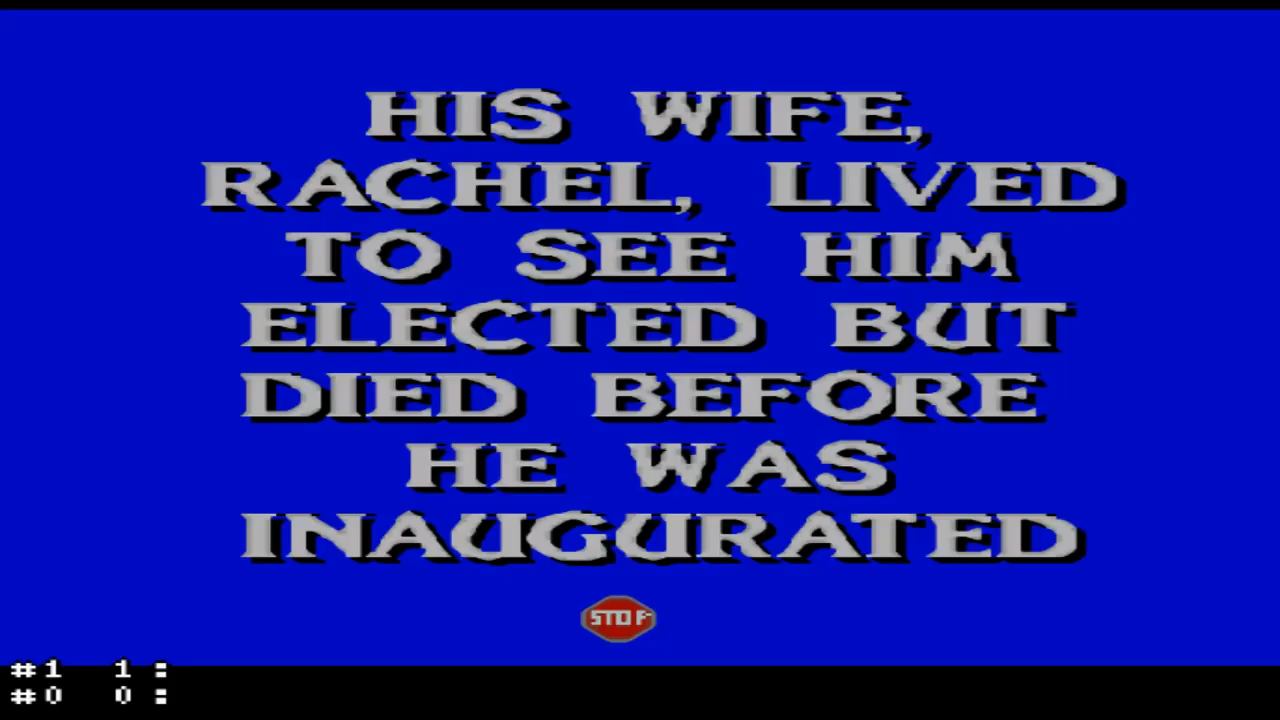 HIS WIFE,
RACHEL, LIVED
TO SEE HIM
ELECTED BUT
DIED BEFORE
HE WAS
INAUGURATED
STOP
#1 1 :
#0 0 :